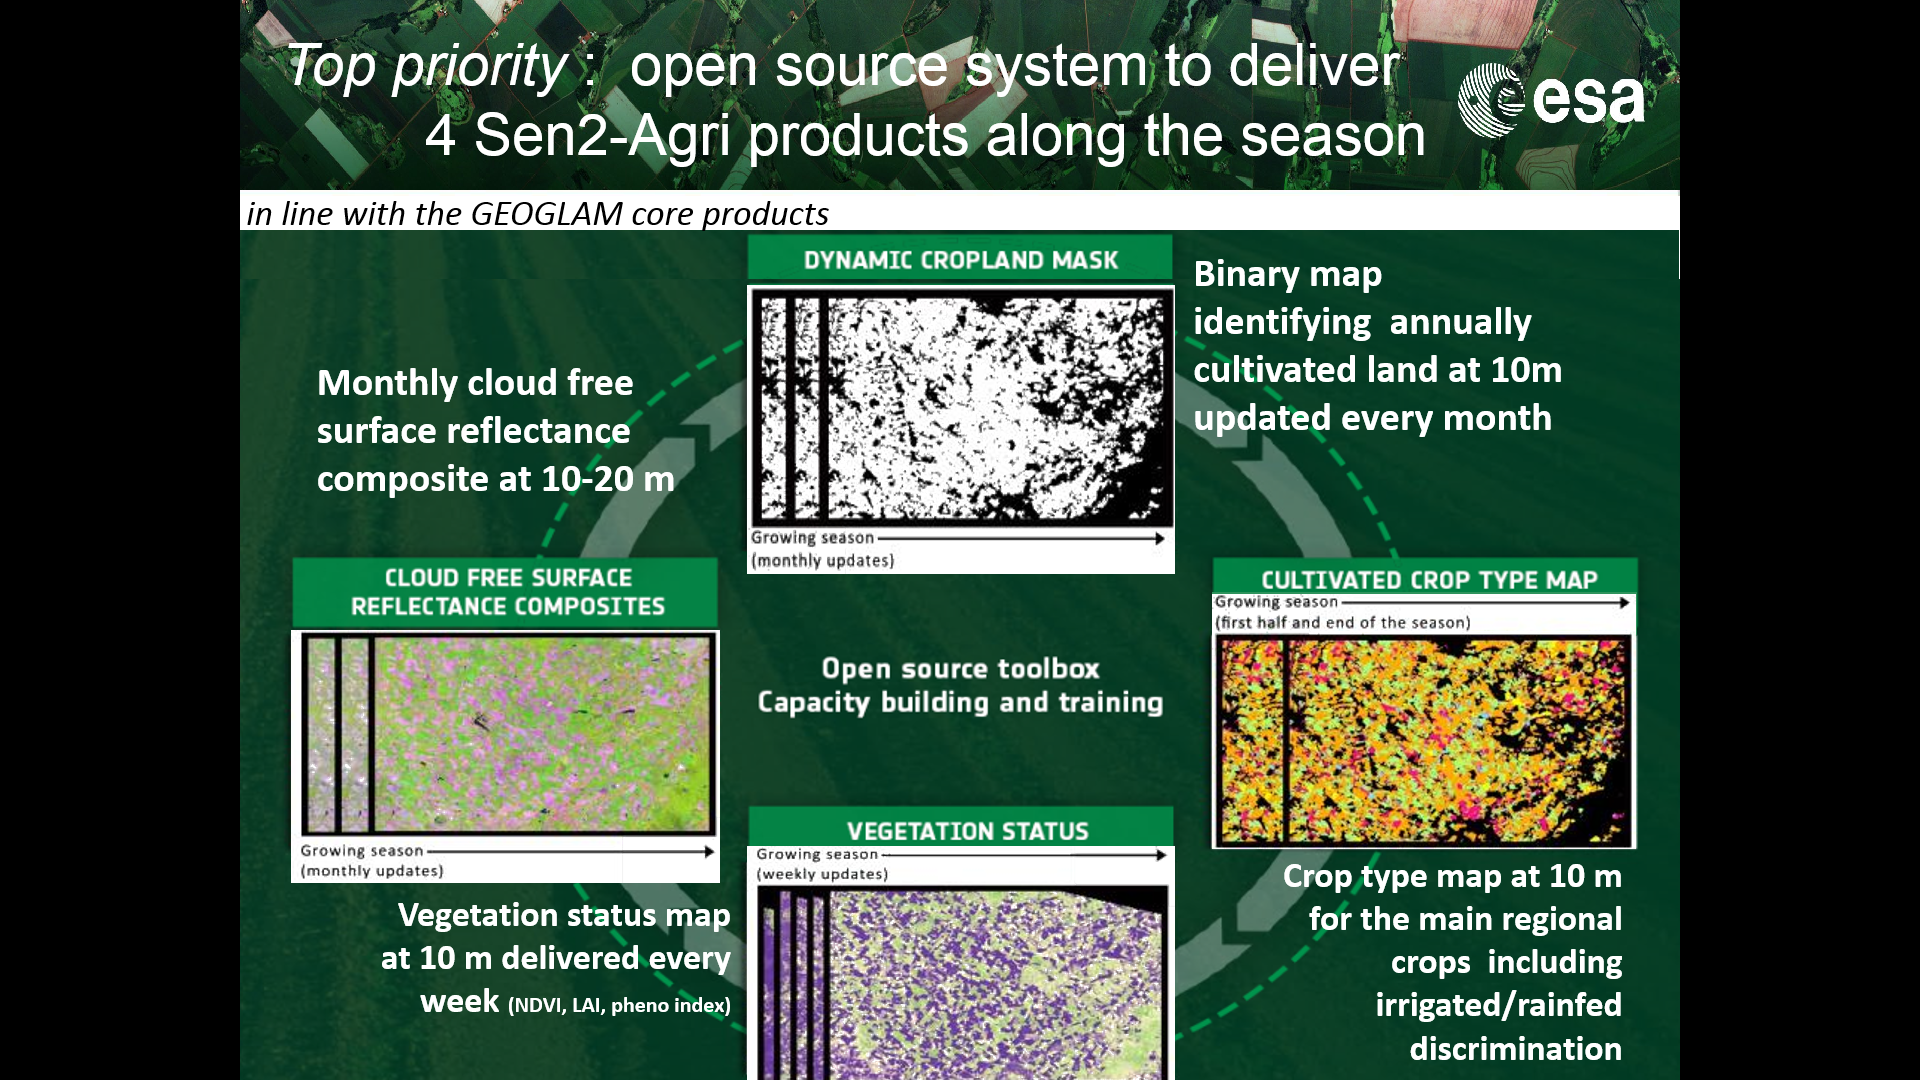 Top priority : open source system to deliver
4 Sen2-Agri products along the season
esa
in line with the GEOGLAM core products
DYNAMIC CROPLAND MASK
Growing season
(monthly updates)
Binary map
identifying annually
cultivated land at 10m
updated every month
Monthly cloud free
surface reflectance
composite at 10-20 m
CLOUD FREE SURFACE
REFLECTANCE COMPOSITES
Growing season
(monthly updates)
Open source toolbox
Capacity building and training
CULTIVATED CROP TYPE MAP
Growing season
(first half and end of the season)
Crop type map at 10 m
for the main regional
crops including
irrigated/rainfed
discrimination
VEGETATION STATUS
Growing season
(weekly updates)
Vegetation status map
at 10 m delivered every
week (NDVI, LAI, pheno index)